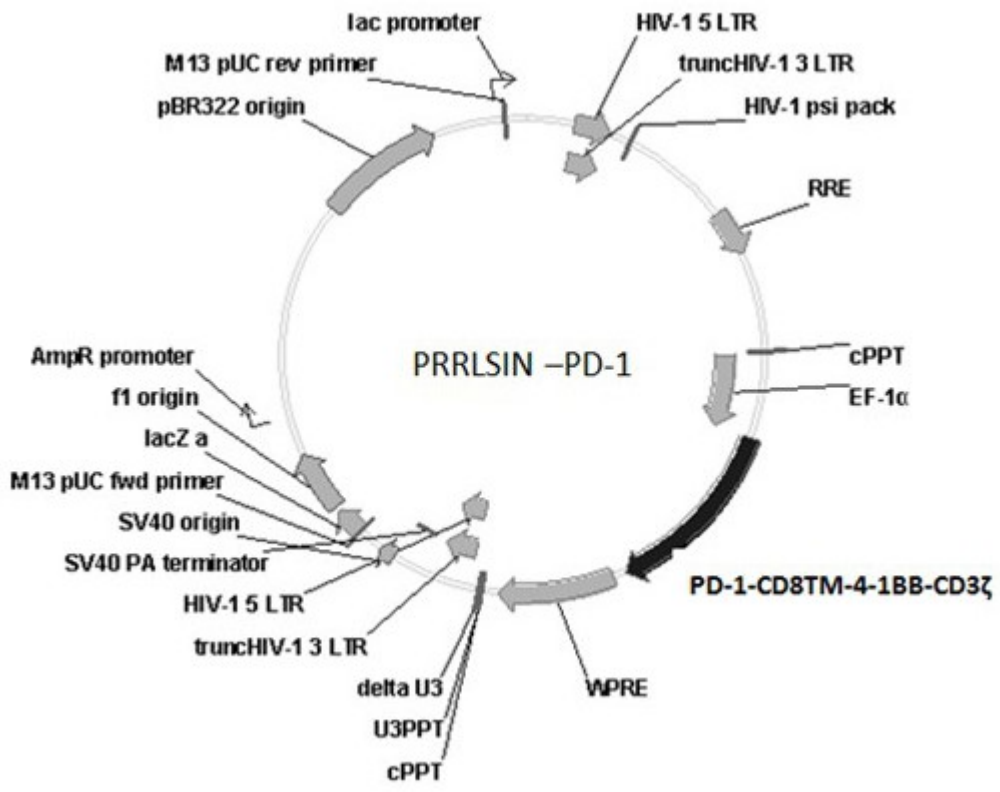 lac promoter
HIV-1 5 LTR
M13 pUC rev primer
truncHIV-1 3 LTR
pBR322 origin
HIV-1 psi pack
RRE
AmpR promoter
PRRLSIN –PD-1
cPPT
f1 origin
EF-1α
lacZ a
M13 pUC fwd primer
SV40 origin
SV40 PA terminator
PD-1-CD8TM-4-1BB-CD3ζ
HIV-1 5 LTR
truncHIV-1 3 LTR
delta U3
WPRE
U3PPT
cPPT